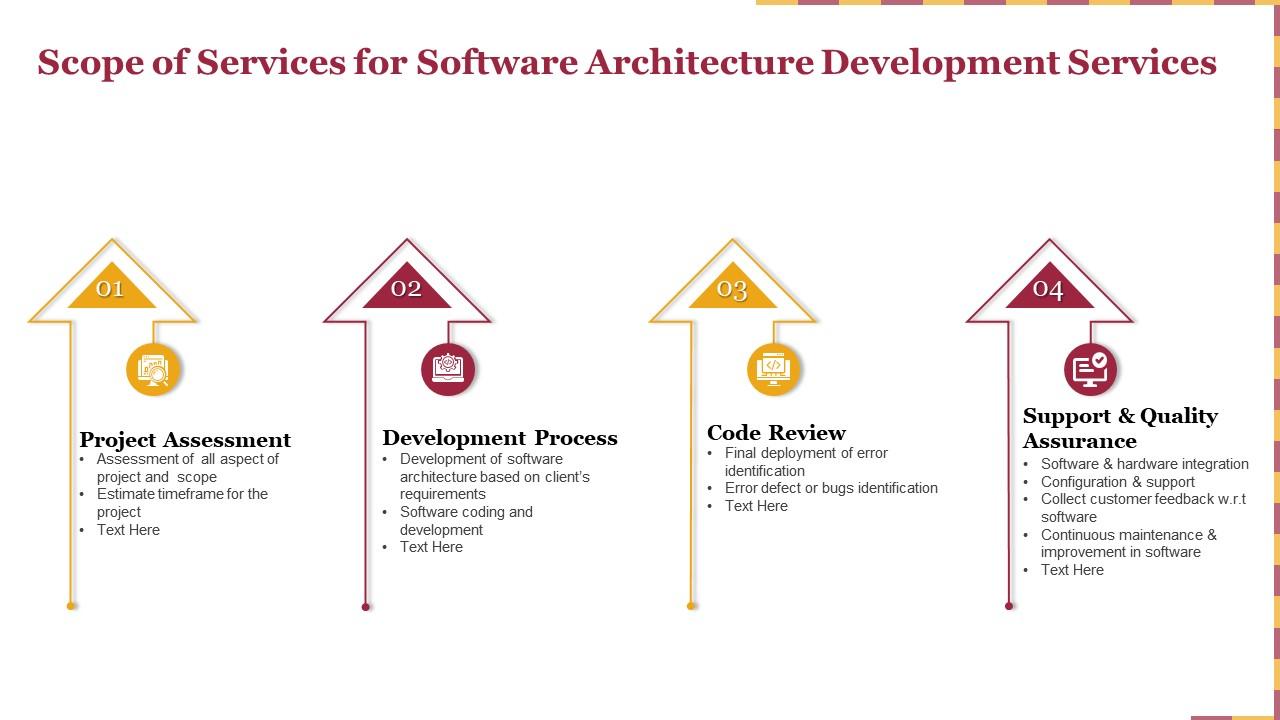 Scope of Services for Software Architecture Development Services
01
Project Assessment
• Assessment of all aspect of
project and scope
• Estimate timeframe for the
project
• Text Here
02
Development Process
• Development of software
architecture based on client’s
requirements
• Software coding and
development
• Text Here
03
Code Review
• Final deployment of error
identification
• Error defect or bugs identification
• Text Here
04
Support & Quality
Assurance
• Software & hardware integration
• Configuration & support
• Collect customer feedback w.r.t
software
• Continuous maintenance &
improvement in software
• Text Here